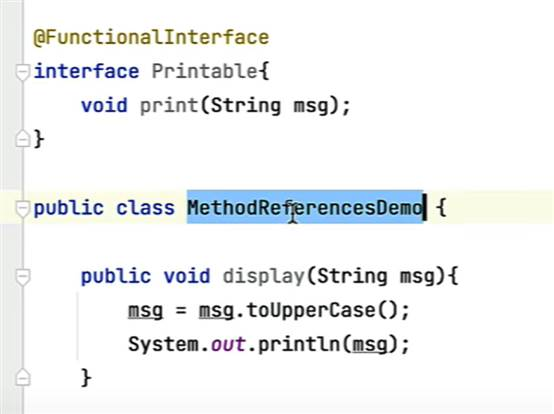 @FunctionalInterface
interface Printable{
    void print(String msg);
}
public class MethodReferencesDemo {
    public void display(String msg){
        msg = msg.toUpperCase();
        System.out.println(msg);
    }